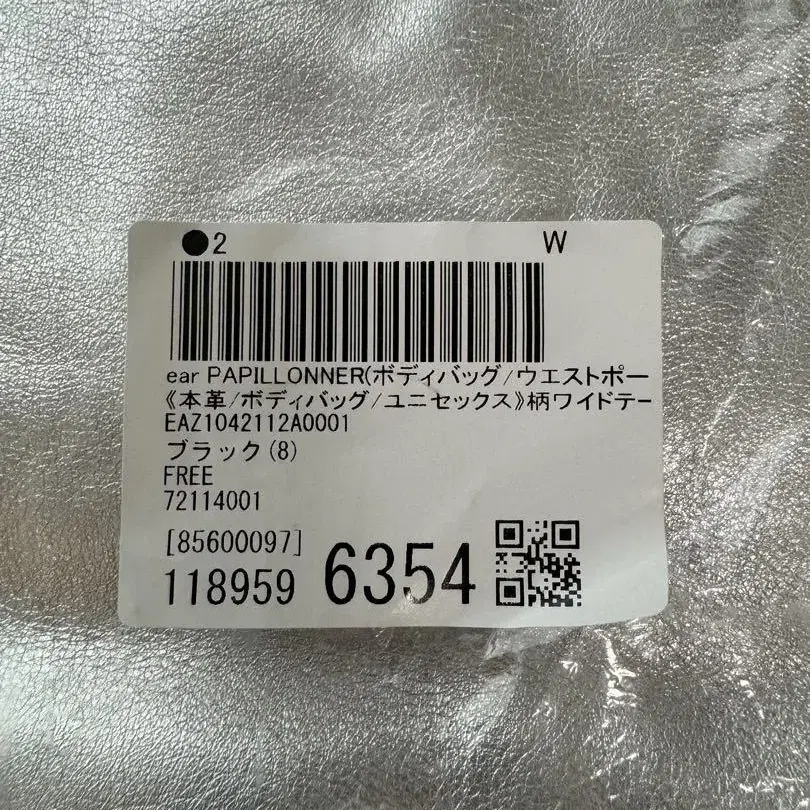 ●2 W
ear PAPILLONNER(ボディバッグ/ウエストポー
《本革/ボディバッグ/ユニセックス》柄ワイドテー
EAZ1042112A0001
ブラック(8)
FREE
72114001
[85600097]
118959 6354